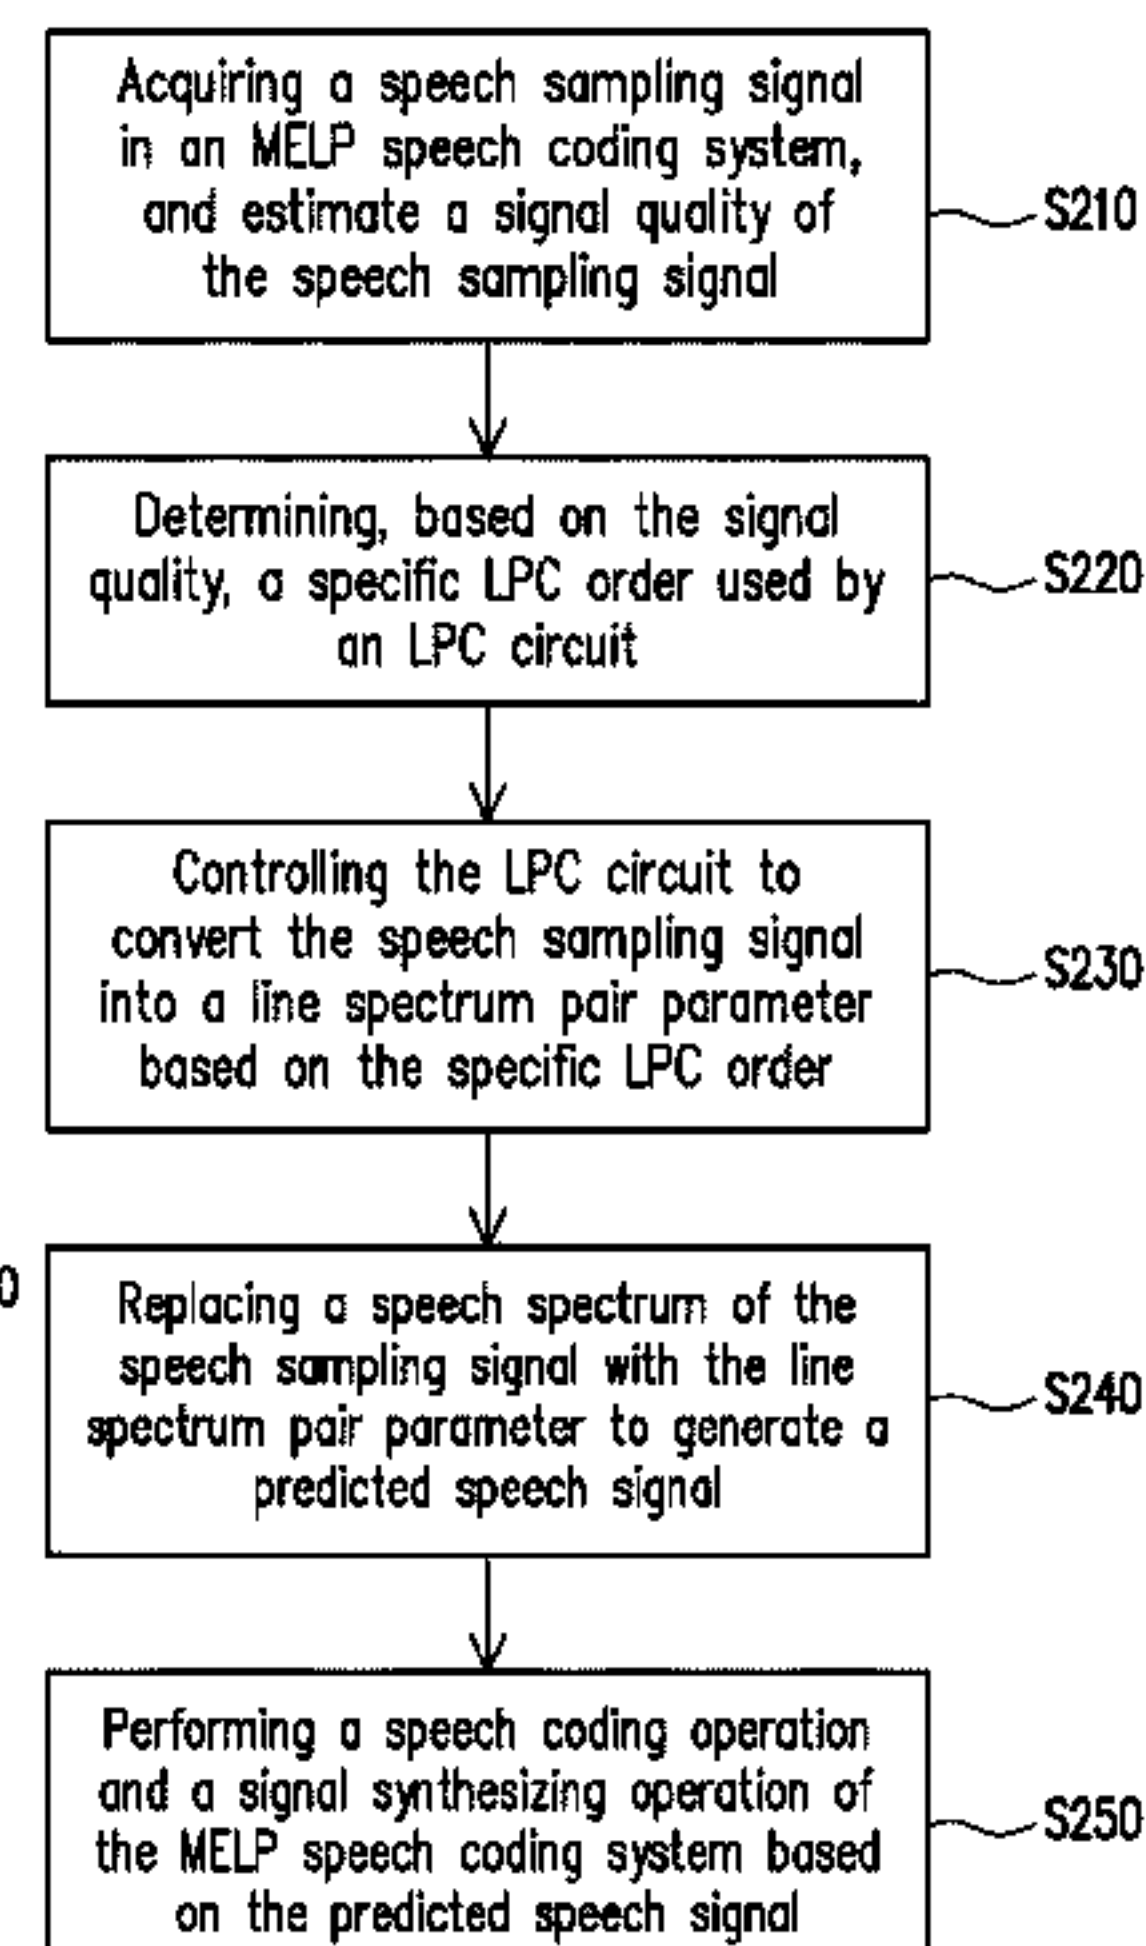 Acquiring a speech sampling signal
in an MELP speech coding system,
and estimate a signal quality of
the speech sampling signal
S210
Determining, based on the signal
quality, a specific LPC order used by
an LPC circuit
S220
Controlling the LPC circuit to
convert the speech sampling signal
into a line spectrum pair parameter
based on the specific LPC order
S230
Replacing a speech spectrum of the
speech sampling signal with the line
spectrum pair parameter to generate a
predicted speech signal
S240
Performing a speech coding operation
and a signal synthesizing operation of
the MELP speech coding system based
on the predicted speech signal
S250